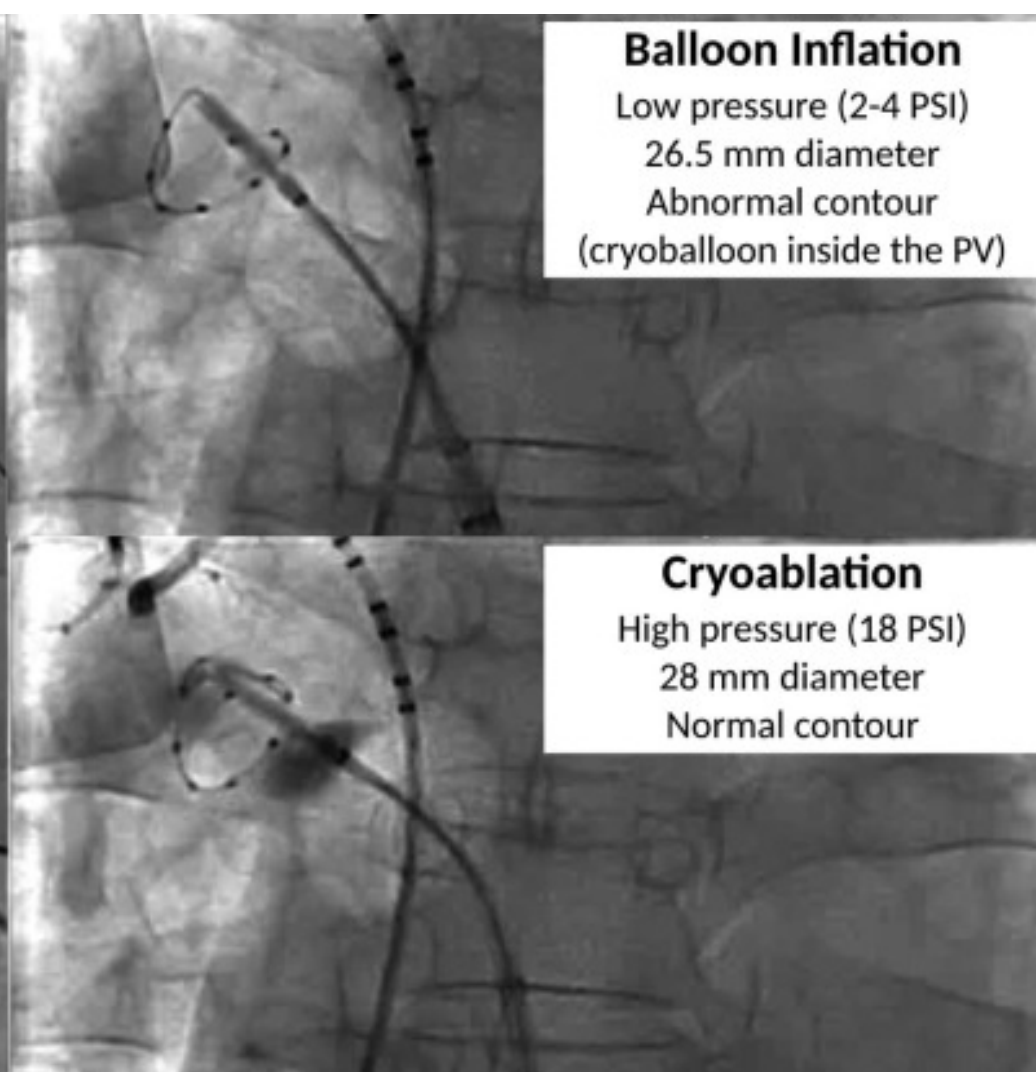 Balloon Inflation
Low pressure (2-4 PSI)
26.5 mm diameter
Abnormal contour
(cryoballoon inside the PV)
Cryoablation
High pressure (18 PSI)
28 mm diameter
Normal contour